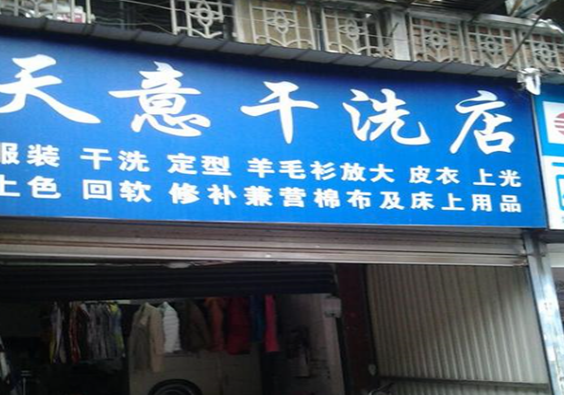 天意干洗店
服装 干洗 定型 羊毛衫放大 皮衣 上光
上色 回软 修补兼营棉布及床上用品